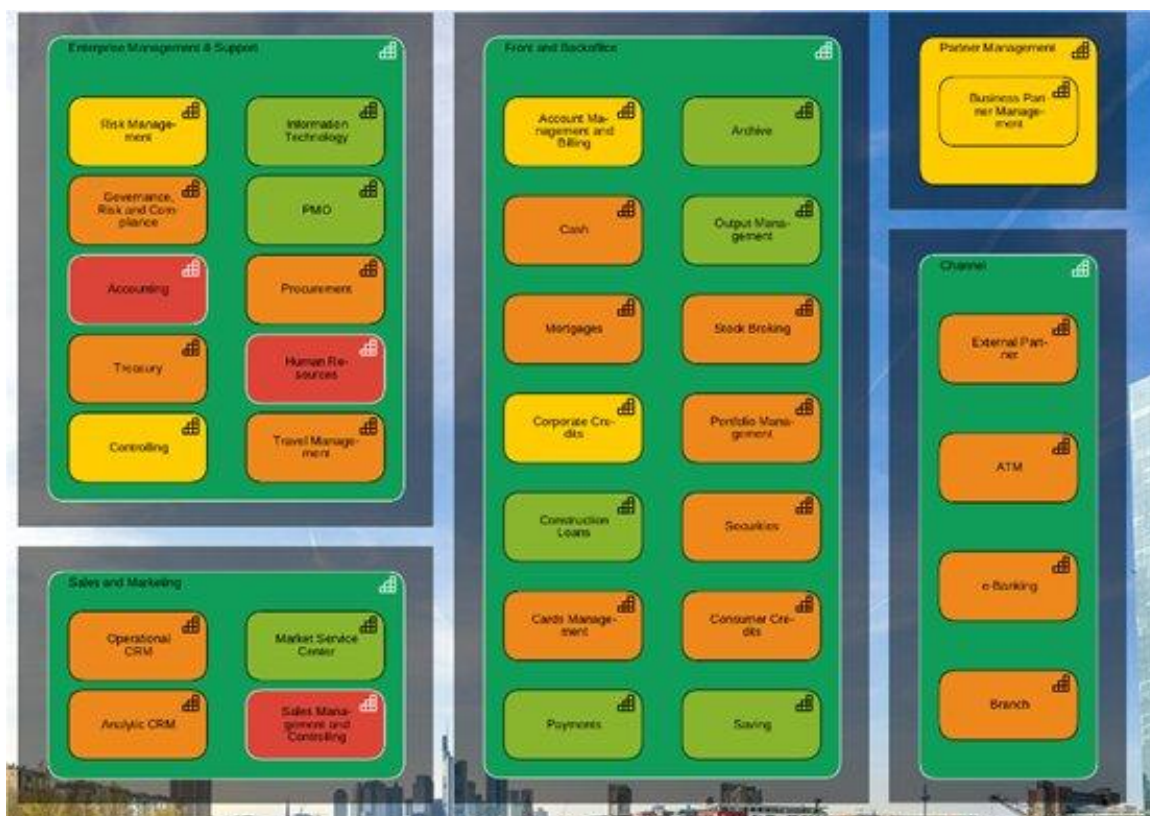 Enterprise Management & Support
Risk Manage-
ment
Information
Technology
Governance,
Risk and Com-
pliance
PMO
Accounting
Procurement
Treasury
Human Re-
sources
Controlling
Travel Manage-
ment
Sales and Marketing
Operational
CRM
Market Service
Center
Analytic CRM
Sales Mana-
gement and
Controlling
Front and Backoffice
Account Ma-
nagement and
Billing
Archive
Cash
Output Mana-
gement
Mortgages
Stock Broking
Corporate Cre-
dits
Portfolio Mana-
gement
Construction
Loans
Securities
Cards Manage-
ment
Consumer Cre-
dits
Payments
Saving
Partner Management
Business Part-
ner Manage-
ment
Channel
External Part-
ner
ATM
e-Banking
Branch